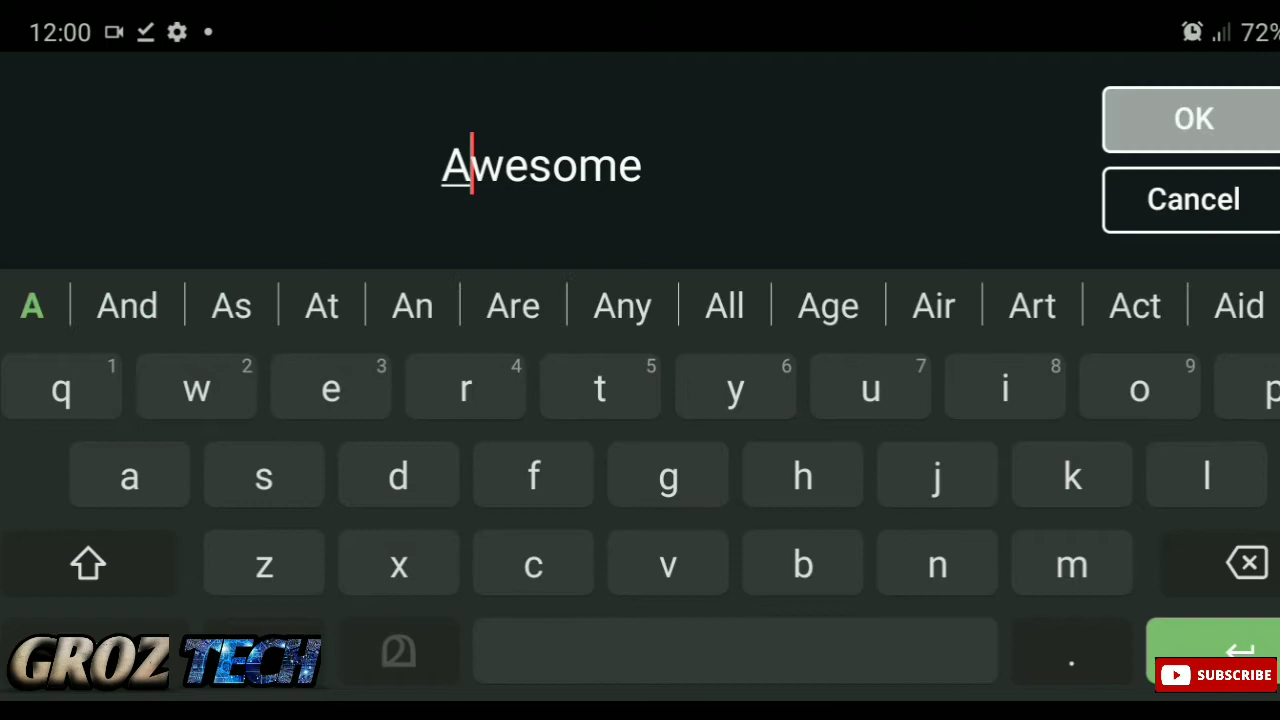 12:00 72%
OK
Awesome
Cancel
A And As At An Are Any All Age Air Art Act Aid
q 1 w 2 e 3 r 4 t 5 y 6 u 7 i 8 o 9 p
a s d f g h j k l
z x c v b n m
GROZ TECH മ . SUBSCRIBE